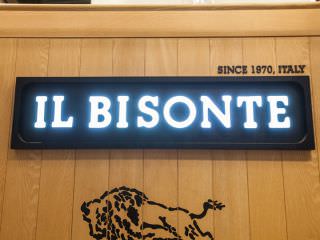 SINCE 1970, ITALY
IL BISONTE